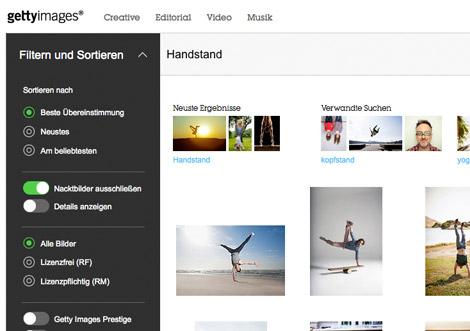 gettyimages®
Creative Editorial Video Musik
Filtern und Sortieren
Handstand
Sortieren nach
Beste Übereinstimmung
Neustes
Am beliebtesten
Nacktbilder ausschließen
Details anzeigen
Alle Bilder
Lizenzfrei (RF)
Lizenzpflichtig (RM)
Getty Images Prestige
Neuste Ergebnisse
Handstand
Verwandte Suchen
kopfstand
yog